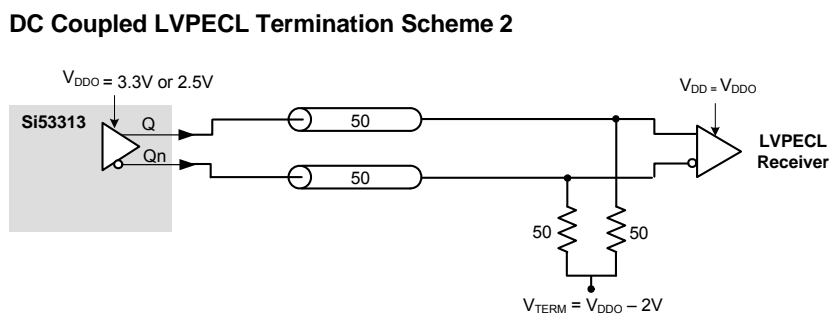 DC Coupled LVPECL Termination Scheme 2
VDDO = 3.3V or 2.5V
VDD = VDDO
Si53313
Q
50
LVPECL
Receiver
Qn
50
50
50
VTERM = VDDO – 2V